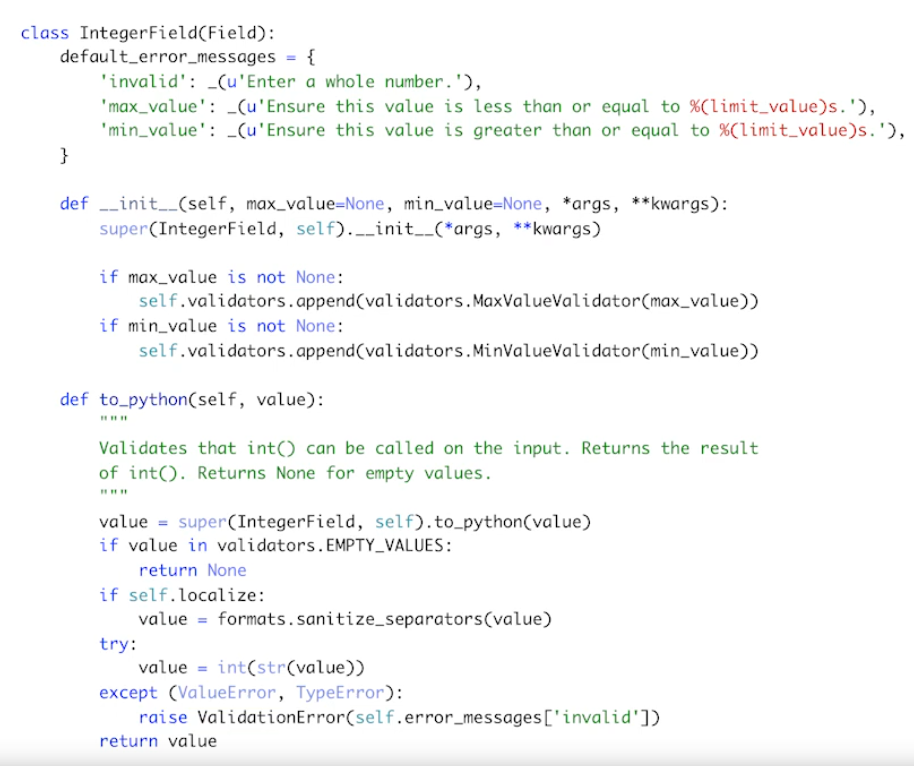 class IntegerField(Field):
    default_error_messages = {
        'invalid': _(u'Enter a whole number.'),
        'max_value': _(u'Ensure this value is less than or equal to %(limit_value)s.'),
        'min_value': _(u'Ensure this value is greater than or equal to %(limit_value)s.'),
    }

    def __init__(self, max_value=None, min_value=None, *args, **kwargs):
        super(IntegerField, self).__init__(*args, **kwargs)

        if max_value is not None:
            self.validators.append(validators.MaxValueValidator(max_value))
        if min_value is not None:
            self.validators.append(validators.MinValueValidator(min_value))

    def to_python(self, value):
        """
        Validates that int() can be called on the input. Returns the result
        of int(). Returns None for empty values.
        """
        value = super(IntegerField, self).to_python(value)
        if value in validators.EMPTY_VALUES:
            return None
        if self.localize:
            value = formats.sanitize_separators(value)
        try:
            value = int(str(value))
        except (ValueError, TypeError):
            raise ValidationError(self.error_messages['invalid'])
        return value